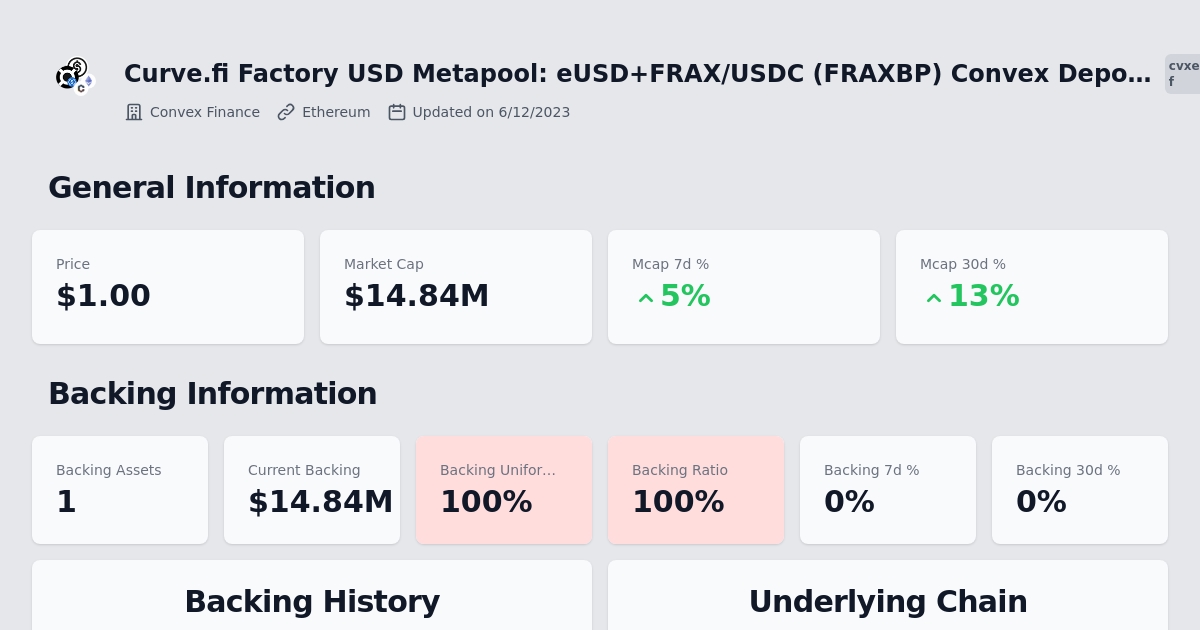 Curve.fi Factory USD Metapool: eUSD+FRAX/USDC (FRAXBP) Convex Depo…
cvxe
f
Convex Finance Ethereum Updated on 6/12/2023
General Information
Price Market Cap Mcap 7d % Mcap 30d %
$1.00 $14.84M 5% 13%
Backing Information
Backing Assets Current Backing Backing Unifor… Backing Ratio Backing 7d % Backing 30d %
1 $14.84M 100% 100% 0% 0%
Backing History Underlying Chain